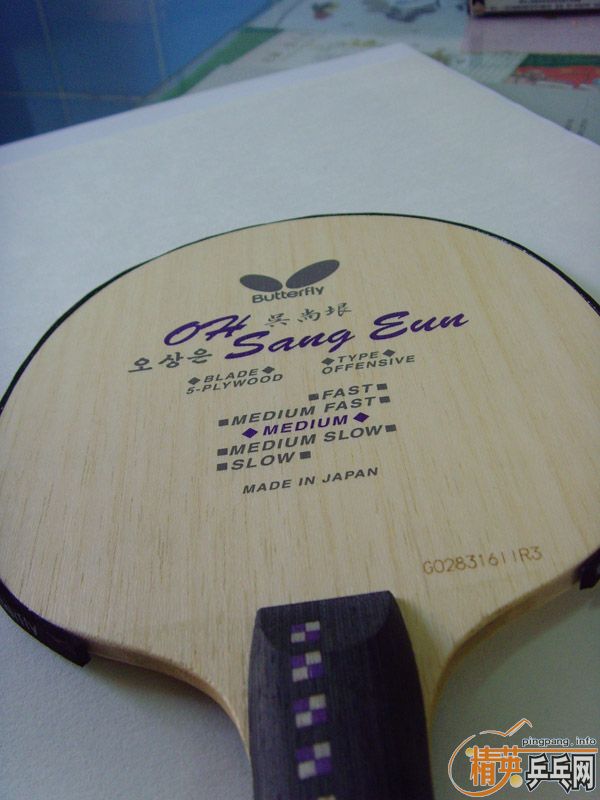 Butterfly
OH 吳尚垠
오상은 Sang Eun
◆BLADE◆ ◆TYPE◆
5-PLYWOOD OFFENSIVE
■FAST■
■MEDIUM FAST■
◆MEDIUM◆
■MEDIUM SLOW■
■SLOW■
MADE IN JAPAN
G02831611R3
pingpang.info
精英乒乓网